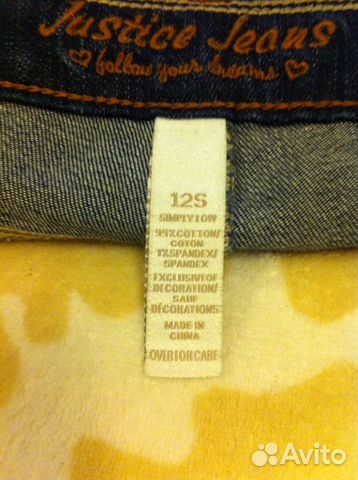 Justice Jeans
♡ follow your dreams ♡
12S
SIMPLY LOW
99% COTTON/
COTON
1% SPANDEX/
SPANDEX
EXCLUSIVE OF
DECORATION/
SAUF
DÉCORATIONS
MADE IN
CHINA
OVER FOR CARE
Avito